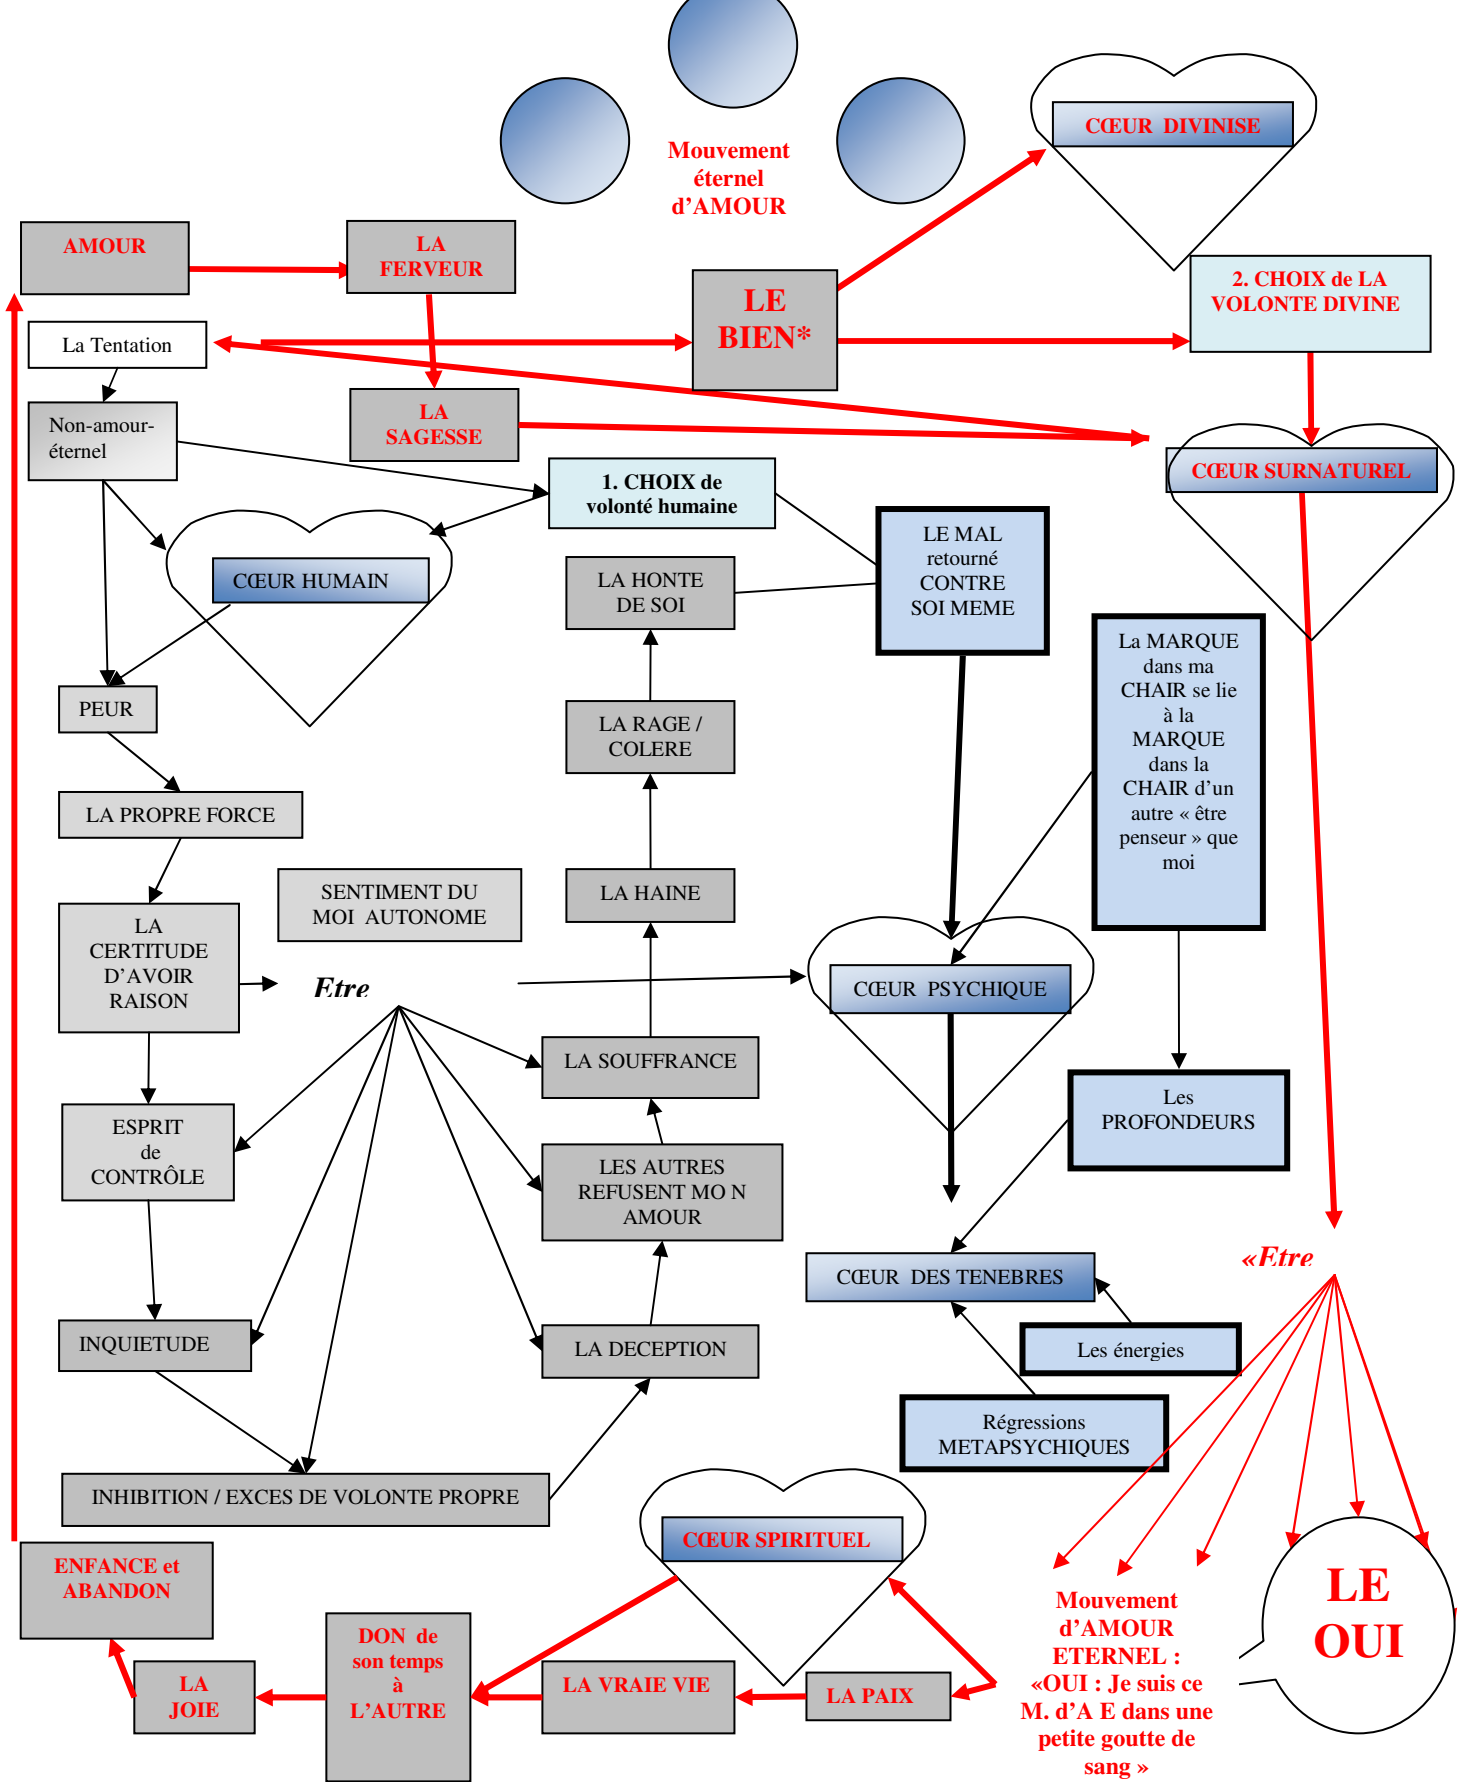 Mouvement
éternel
d'AMOUR
CŒUR DIVINISE
AMOUR
LA
FERVEUR
LE
BIEN*
2. CHOIX de LA
VOLONTE DIVINE
La Tentation
Non-amour-
éternel
LA
SAGESSE
1. CHOIX de
volonté humaine
CŒUR SURNATUREL
CŒUR HUMAIN
LA HONTE
DE SOI
LE MAL
retourné
CONTRE
SOI MEME
La MARQUE
dans ma
CHAIR se lie
à la
MARQUE
dans la
CHAIR d'un
autre « être
penseur » que
moi
PEUR
LA RAGE /
COLERE
LA PROPRE FORCE
SENTIMENT DU
MOI AUTONOME
LA HAINE
LA
CERTITUDE
D'AVOIR
RAISON
Etre
CŒUR PSYCHIQUE
LA SOUFFRANCE
ESPRIT
de
CONTRÔLE
LES AUTRES
REFUSENT MO N
AMOUR
Les
PROFONDEURS
CŒUR DES TENEBRES
«Etre
INQUIETUDE
LA DECEPTION
Les énergies
Régressions
METAPSYCHIQUES
INHIBITION / EXCES DE VOLONTE PROPRE
CŒUR SPIRITUEL
ENFANCE et
ABANDON
LA
JOIE
DON de
son temps
à
L'AUTRE
LA VRAIE VIE
LA PAIX
Mouvement
d'AMOUR
ETERNEL :
«OUI : Je suis ce
M. d'A E dans une
petite goutte de
sang »
LE
OUI